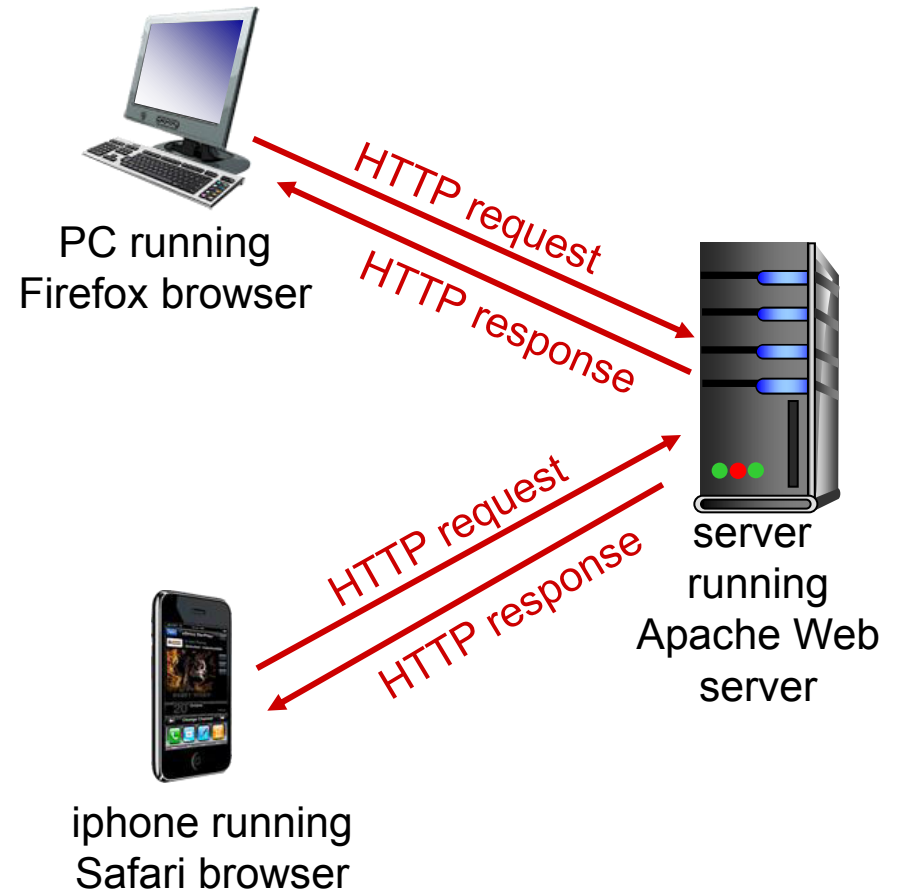 HTTP request
HTTP response
PC running
Firefox browser
HTTP request
HTTP response
server
running
Apache Web
server
iphone running
Safari browser